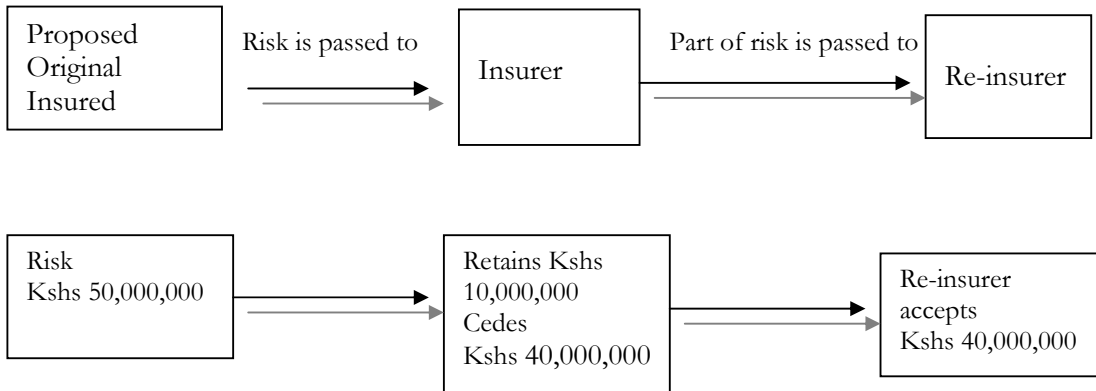 Proposed
Original
Insured
Risk is passed to
Insurer
Part of risk is passed to
Re-insurer
Risk
Kshs 50,000,000
Retains Kshs
10,000,000
Cedes
Kshs 40,000,000
Re-insurer
accepts
Kshs 40,000,000